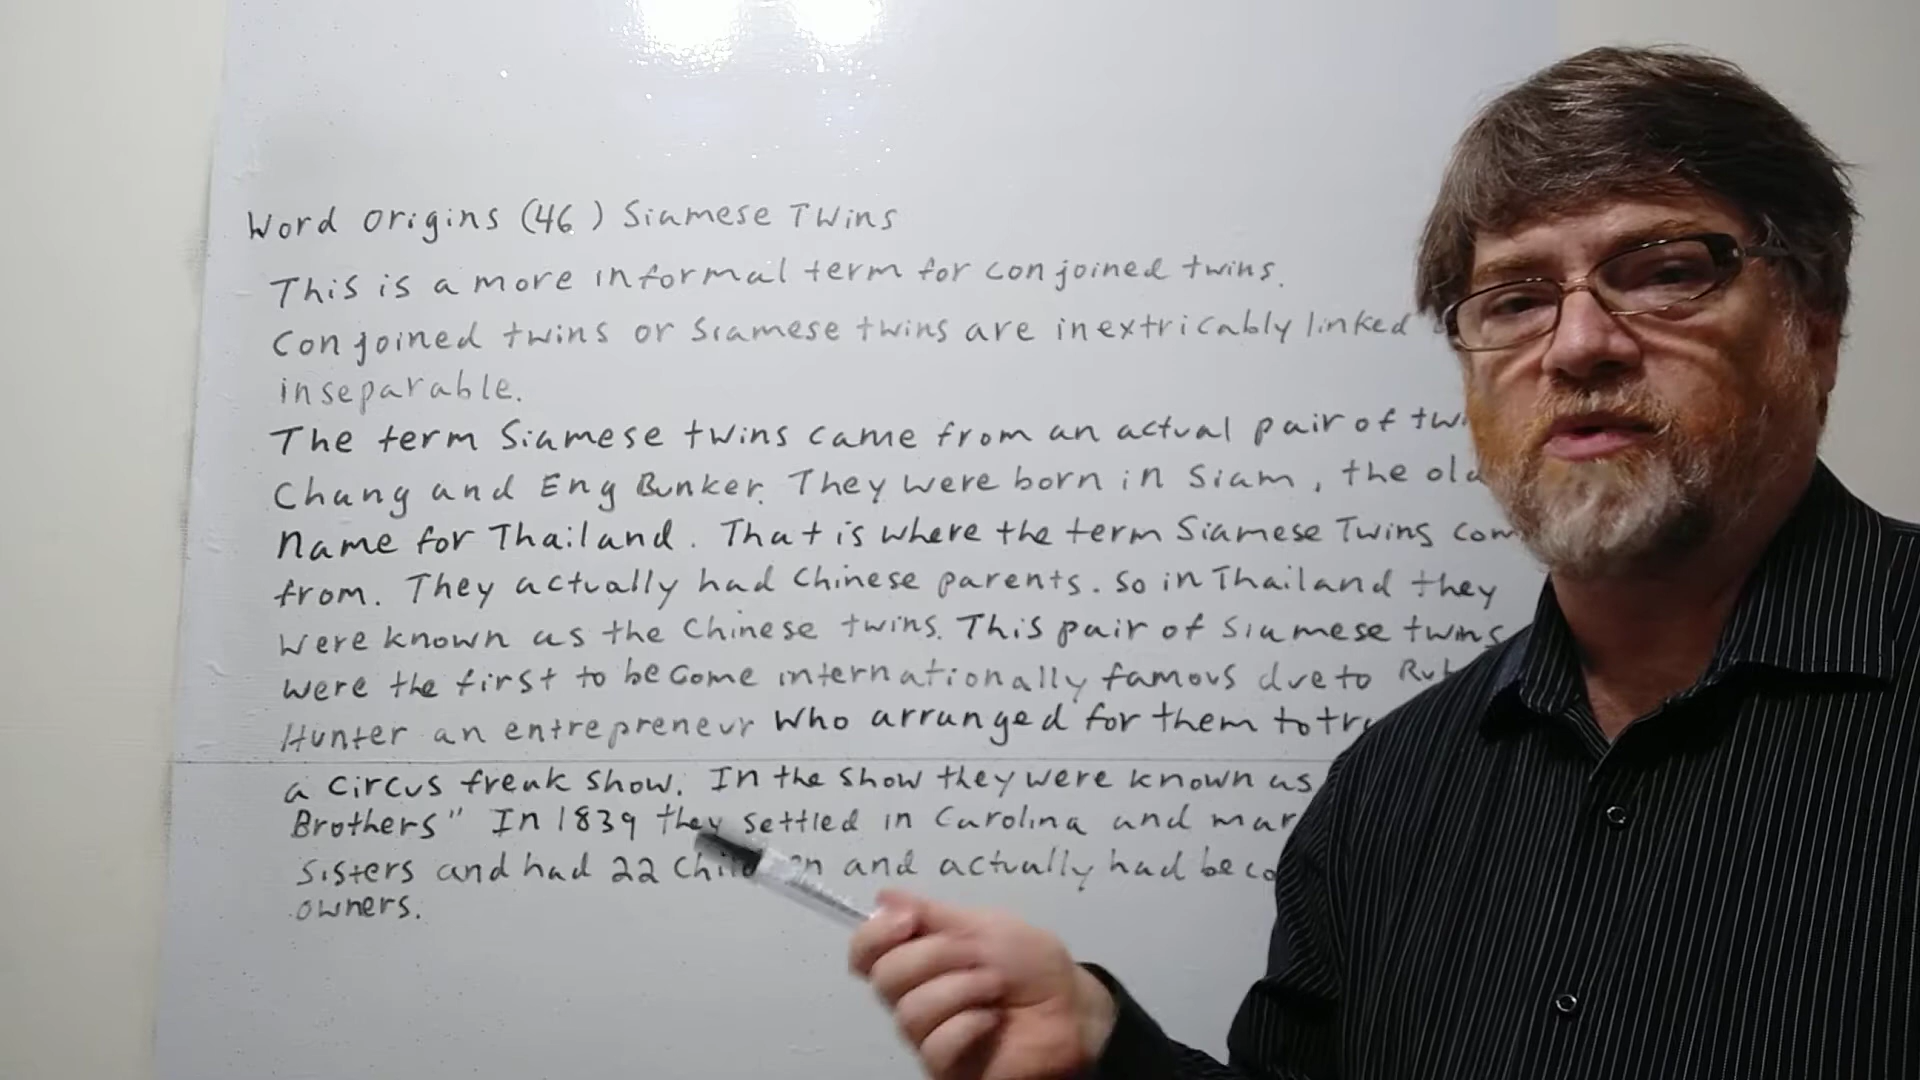 Word Origins (46) Siamese Twins
This is a more informal term for conjoined twins.
Conjoined twins or Siamese twins are inextricably linked
inseparable.
The term Siamese twins came from an actual pair of
Chang and Eng Bunker. They were born in Siam, the old
Name for Thailand. That is where the term Siamese Twins
from. They actually had Chinese parents. So in Thailand they
were known as the Chinese twins. This pair of Siamese twins
were the first to become internationally famous due to
Hunter an entrepreneur who arranged for them to
a circus freak show. In the show they were known as
Brothers" In 1839 they settled in Carolina and
Sisters and had 22 and actually had
owners.